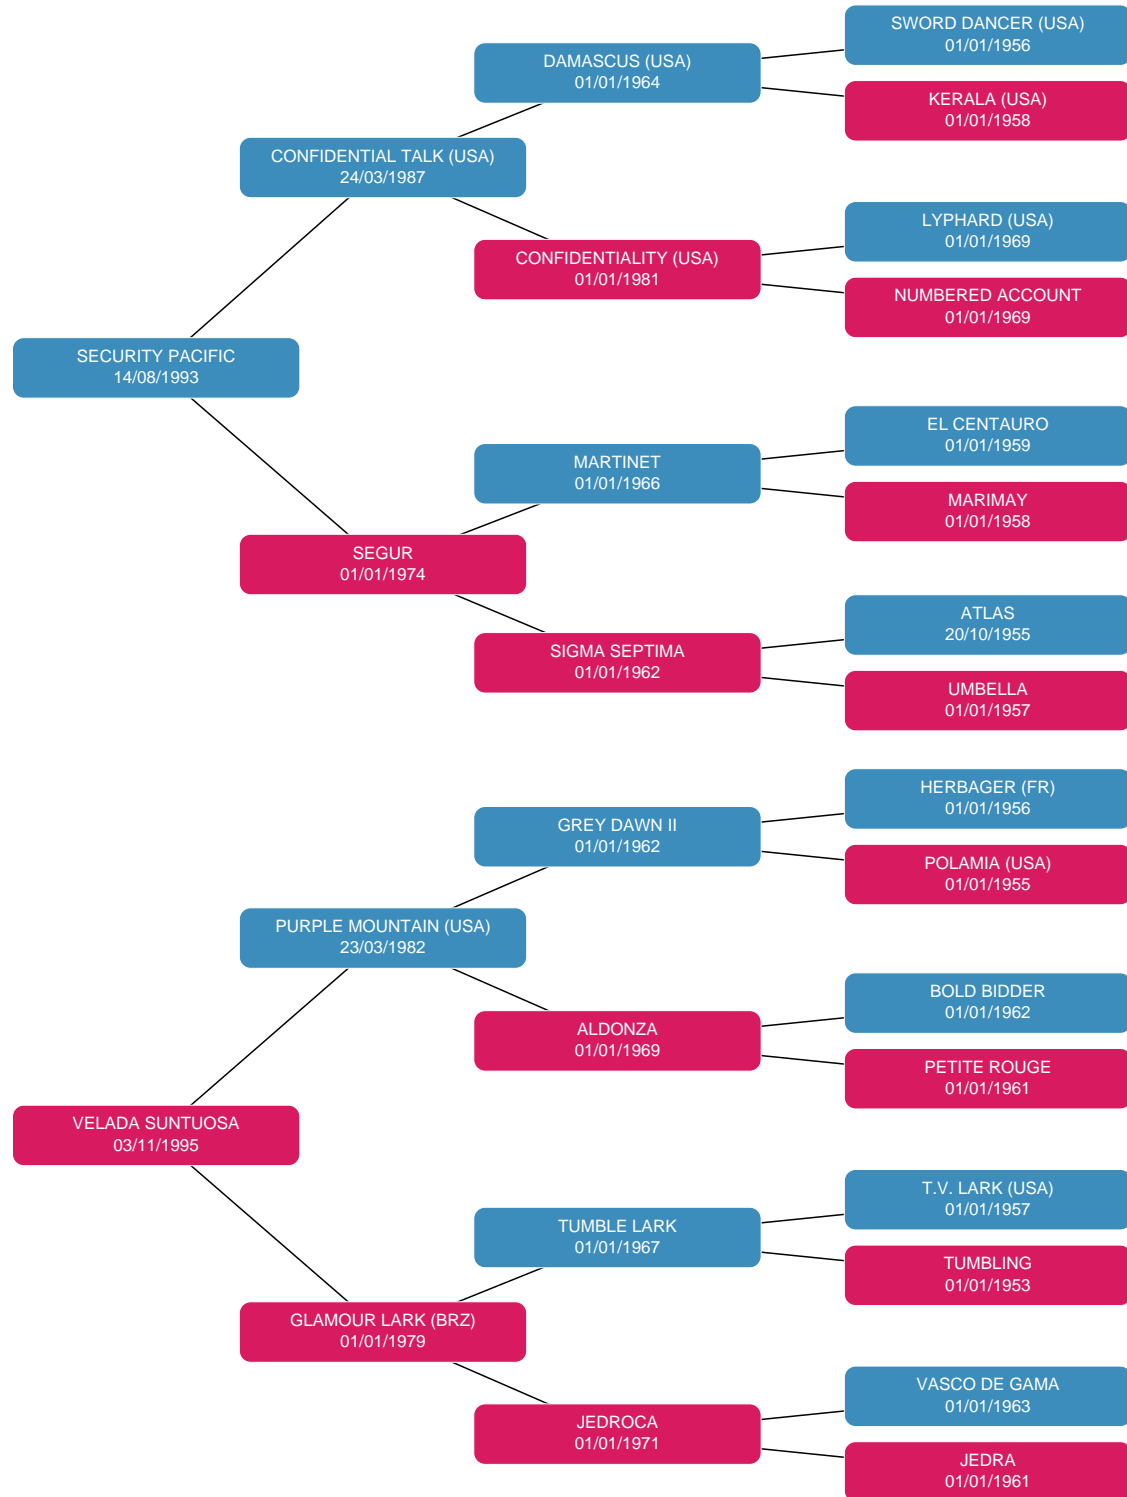 SWORD DANCER (USA)
01/01/1956
DAMASCUS (USA)
01/01/1964
KERALA (USA)
01/01/1958
CONFIDENTIAL TALK (USA)
24/03/1987
LYPHARD (USA)
01/01/1969
CONFIDENTIALITY (USA)
01/01/1981
NUMBERED ACCOUNT
01/01/1969
SECURITY PACIFIC
14/08/1993
EL CENTAURO
01/01/1959
MARTINET
01/01/1966
MARIMAY
01/01/1958
SEGUR
01/01/1974
ATLAS
20/10/1955
SIGMA SEPTIMA
01/01/1962
UMBELLA
01/01/1957
HERBAGER (FR)
01/01/1956
GREY DAWN II
01/01/1962
POLAMIA (USA)
01/01/1955
PURPLE MOUNTAIN (USA)
23/03/1982
BOLD BIDDER
01/01/1962
ALDONZA
01/01/1969
PETITE ROUGE
01/01/1961
VELADA SUNTUOSA
03/11/1995
T.V. LARK (USA)
01/01/1957
TUMBLE LARK
01/01/1967
TUMBLING
01/01/1953
GLAMOUR LARK (BRZ)
01/01/1979
VASCO DE GAMA
01/01/1963
JEDROCA
01/01/1971
JEDRA
01/01/1961